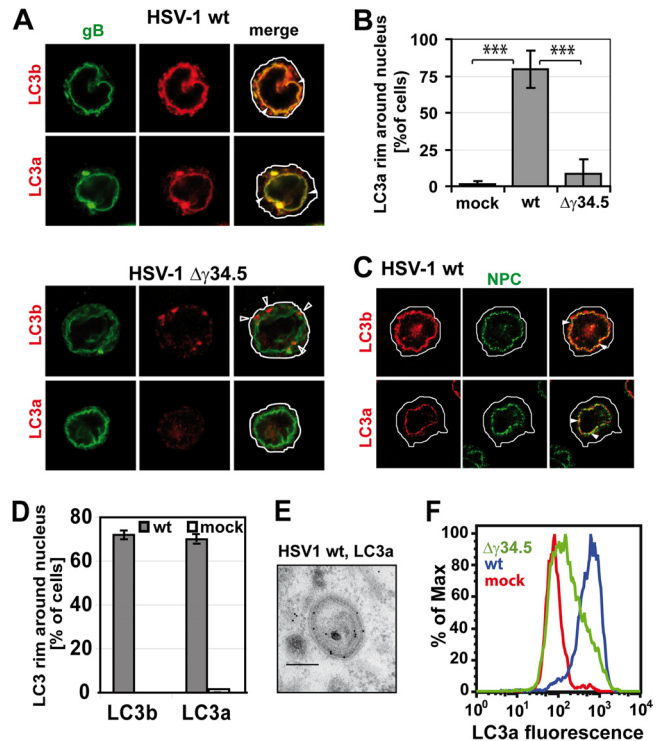 A
HSV-1 wt
gB
merge
LC3b
LC3a
HSV-1 Δγ34.5
LC3b
LC3a
B
LC3a rim around nucleus
[%of cells]
100
75
50
25
0
***
***
mock
wt
Δγ34.5
C
HSV-1 wt
NPC
LC3b
LC3a
D
LC3 rim around nucleus
[% of cells]
80
60
40
20
0
wt
mock
LC3b
LC3a
E
HSV1 wt, LC3a
F
% of Max
100
80
60
40
20
0
Δγ34.5
wt
mock
10⁰ 10¹ 10² 10³ 10⁴
LC3a fluorescence